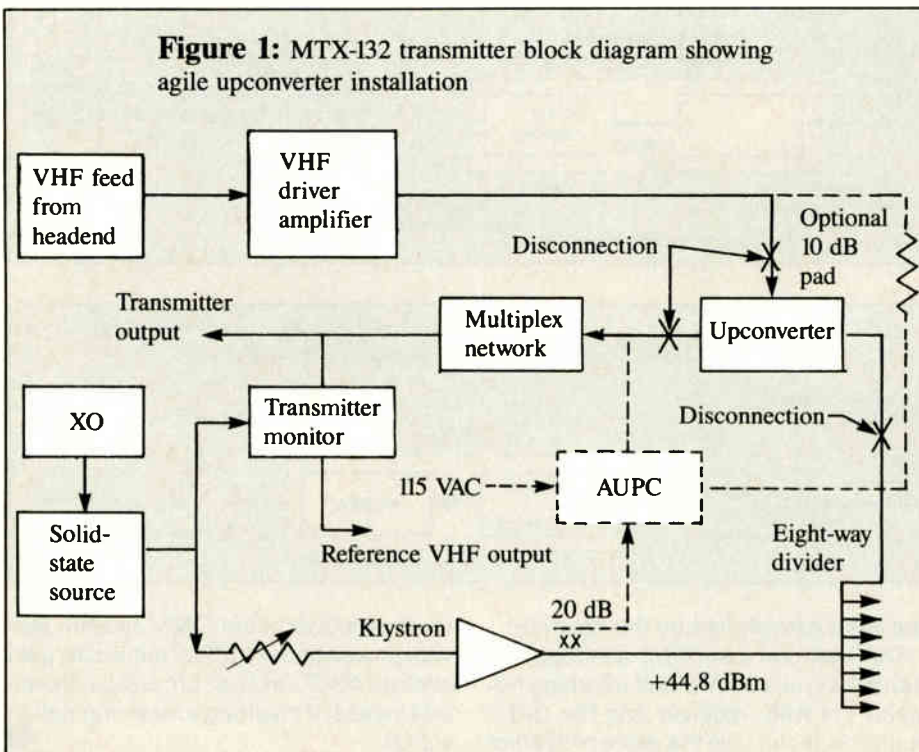 Figure 1: MTX-132 transmitter block diagram showing
agile upconverter installation
VHF feed
from
headend
VHF
driver
amplifier
Optional
10 dB
pad
Disconnection
Transmitter
output
Multiplex
network
Upconverter
XO
Transmitter
monitor
Disconnection
115 VAC
AUPC
Solid-
state
source
Reference VHF output
Eight-way
divider
Klystron
20 dB
xx
+44.8 dBm